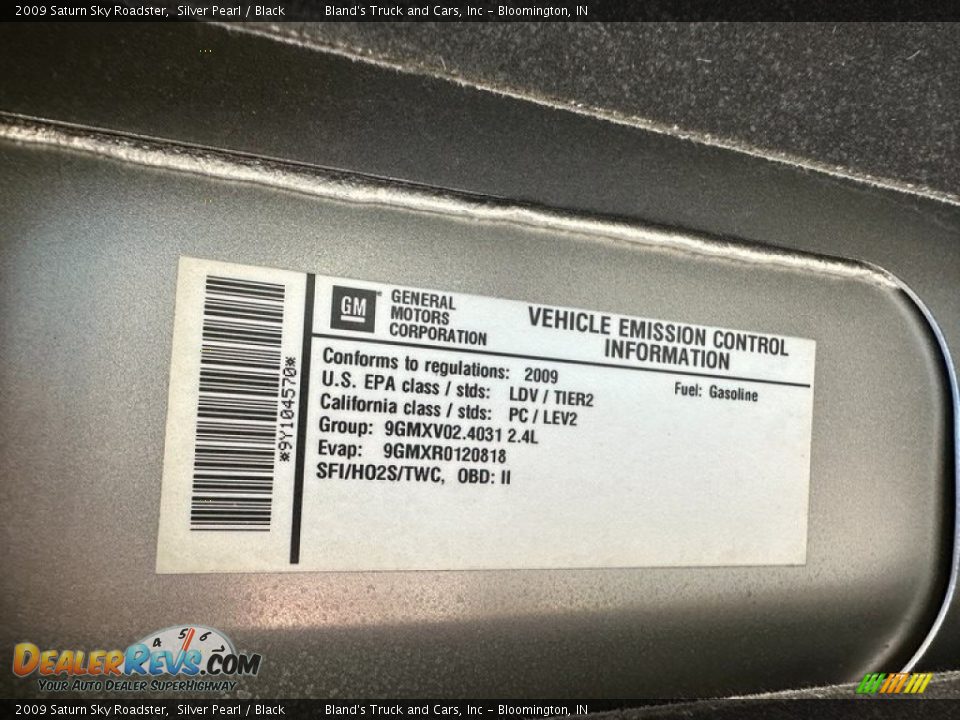 2009 Saturn Sky Roadster,  Silver Pearl / Black          Bland's Truck and Cars, Inc - Bloomington, IN
GM
GENERAL
MOTORS
CORPORATION
VEHICLE EMISSION CONTROL
INFORMATION
Conforms to regulations: 2009
Fuel: Gasoline
U.S. EPA class / stds: LDV / TIER2
California class / stds: PC / LEV2
Group: 9GMXV02.4031 2.4L
Evap: 9GMXR0120818
SFI/HO2S/TWC, OBD: II
*9Y104570*
4 5 6
DEALERREVS.COM
YOUR AUTO DEALER SUPERHIGHWAY
2009 Saturn Sky Roadster,  Silver Pearl / Black          Bland's Truck and Cars, Inc - Bloomington, IN